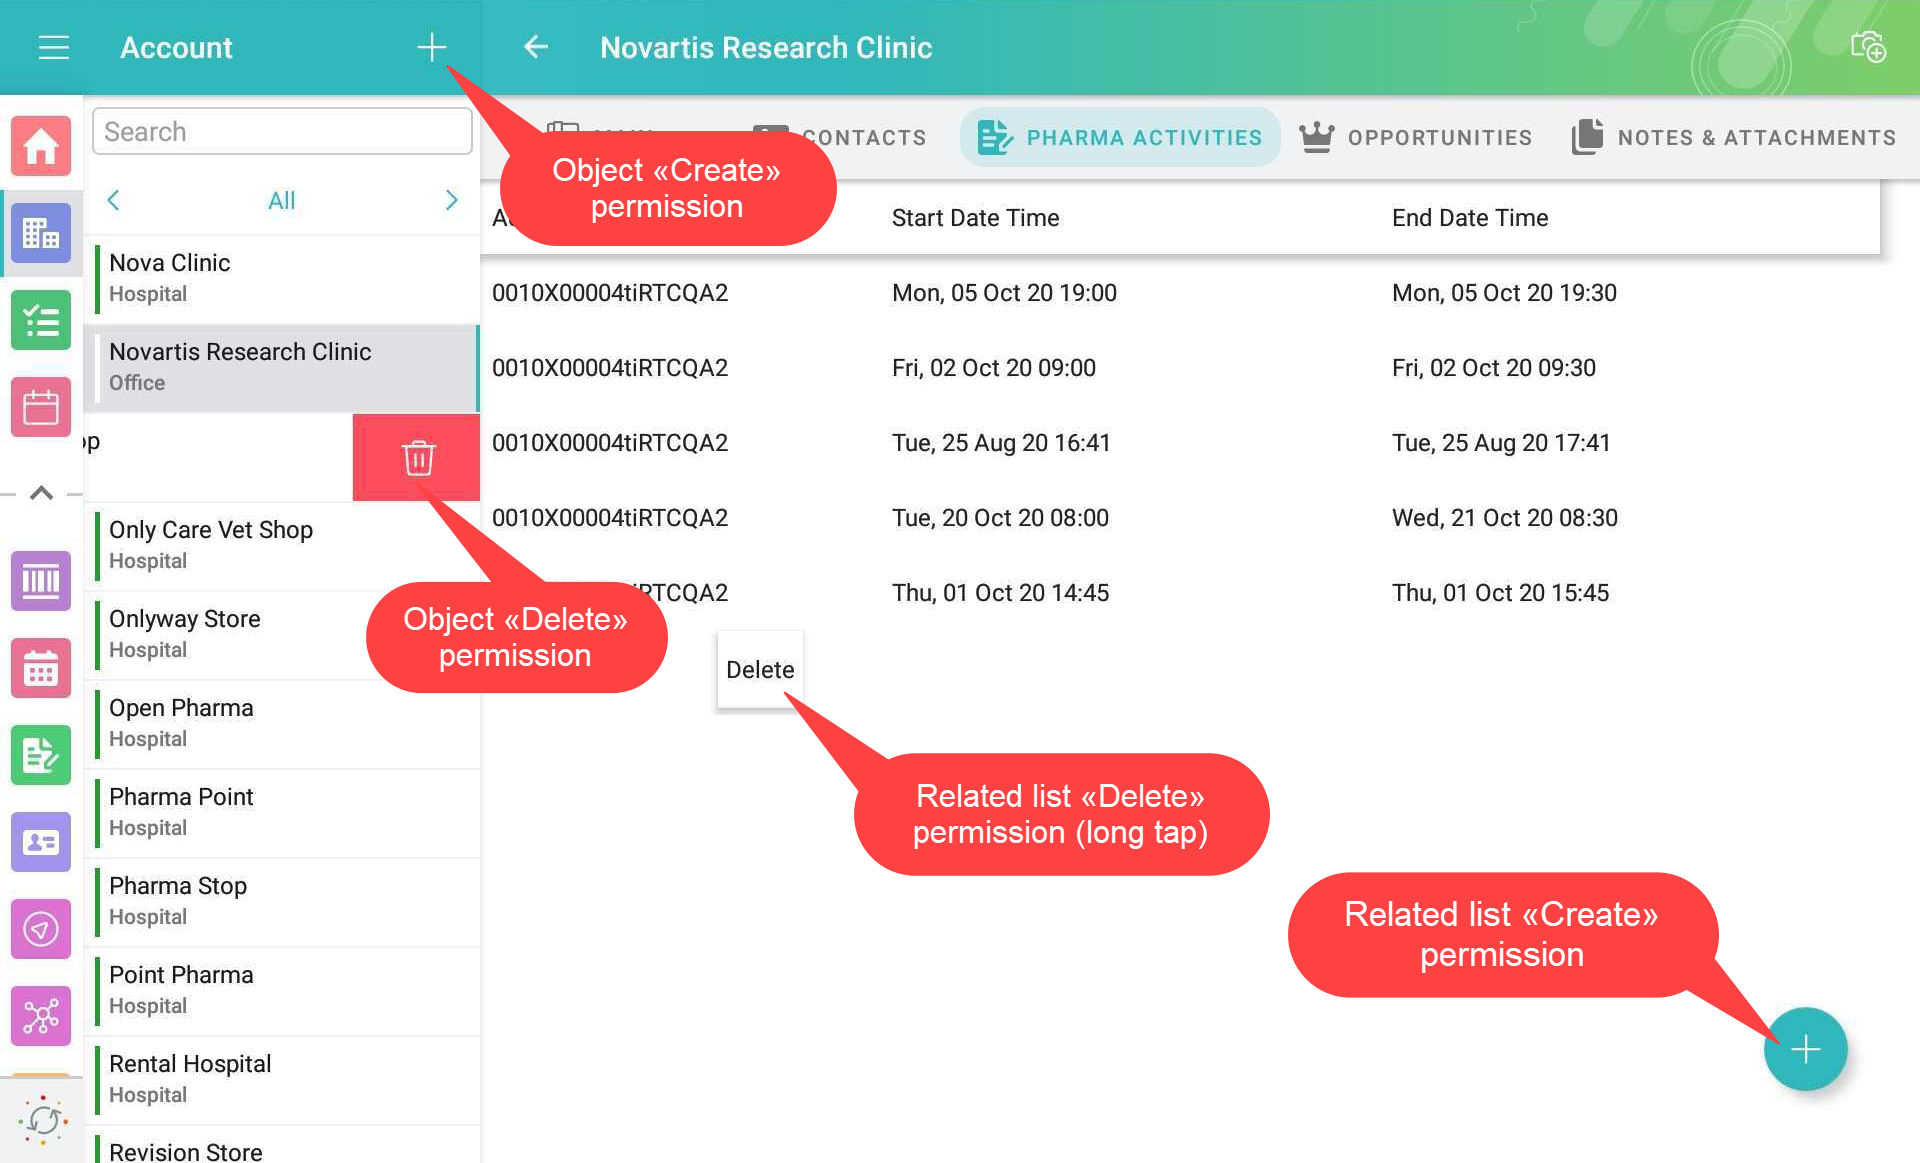 Account
Novartis Research Clinic
Search
CONTACTS
PHARMA ACTIVITIES
OPPORTUNITIES
NOTES & ATTACHMENTS
Object «Create»
permission
All
Start Date Time
End Date Time
Nova Clinic
Hospital
0010X00004tiRTCQA2
Mon, 05 Oct 20 19:00
Mon, 05 Oct 20 19:30
Novartis Research Clinic
Office
0010X00004tiRTCQA2
Fri, 02 Oct 20 09:00
Fri, 02 Oct 20 09:30
op
0010X00004tiRTCQA2
Tue, 25 Aug 20 16:41
Tue, 25 Aug 20 17:41
Only Care Vet Shop
Hospital
0010X00004tiRTCQA2
Tue, 20 Oct 20 08:00
Wed, 21 Oct 20 08:30
Onlyway Store
Hospital
RTCQA2
Thu, 01 Oct 20 14:45
Thu, 01 Oct 20 15:45
Object «Delete»
permission
Delete
Open Pharma
Hospital
Pharma Point
Hospital
Related list «Delete»
permission (long tap)
Pharma Stop
Hospital
Related list «Create»
permission
Point Pharma
Hospital
Rental Hospital
Hospital
Revision Store